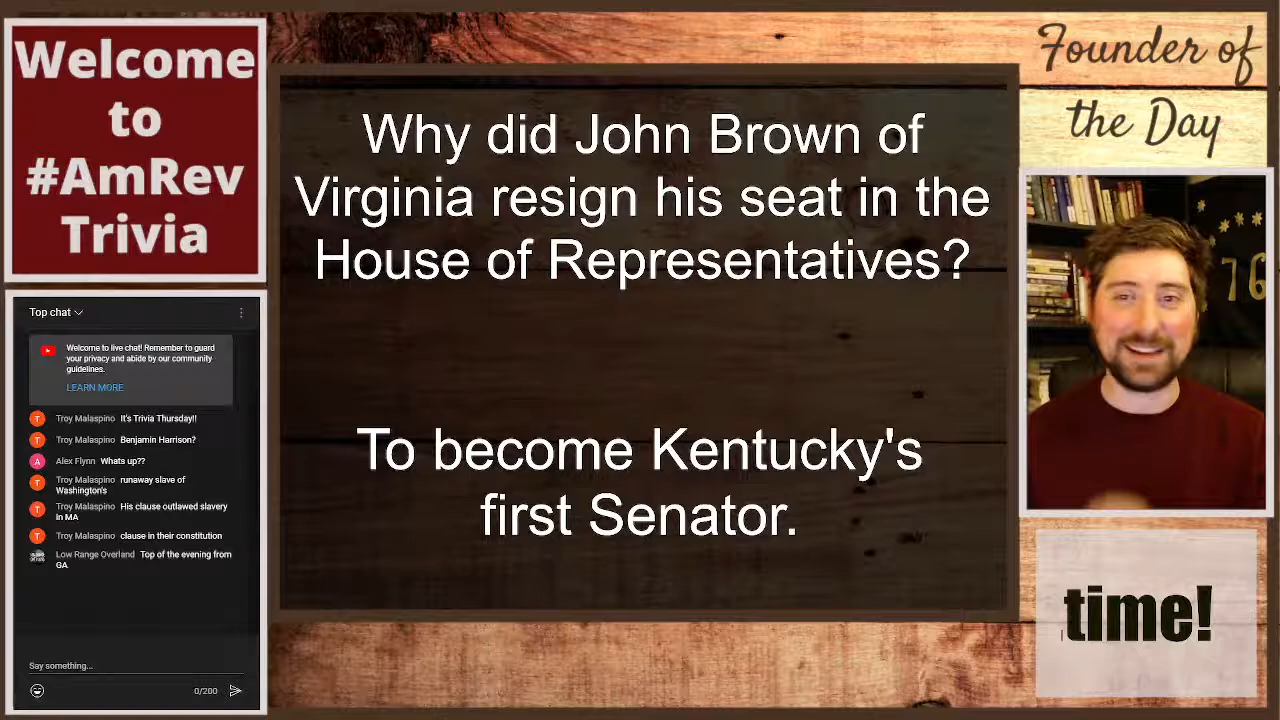 Welcome
to
#AmRev
Trivia
Top chat
Welcome to live chat! Remember to guard
your privacy and abide by our community
guidelines.
LEARN MORE
T Troy Malaspino It's Trivia Thursday!!
T Troy Malaspino Benjamin Harrison?
A Alex Flynn Whats up??
T Troy Malaspino runaway slave of
Washington's
T Troy Malaspino His clause outlawed slavery
in MA
T Troy Malaspino clause in their constitution
Low Range Overland Top of the evening from
GA
Say something...
0/200
Why did John Brown of
Virginia resign his seat in the
House of Representatives?
To become Kentucky's
first Senator.
Founder of
the Day
76
time!